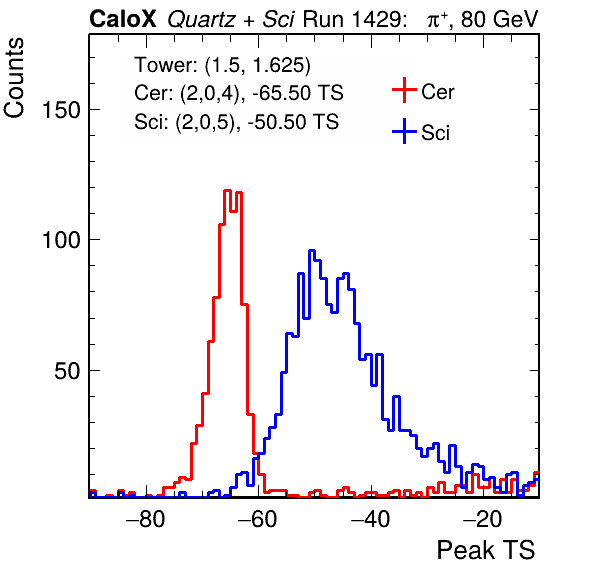 CaloX Quartz + Sci Run 1429: π⁺, 80 GeV
Counts
Tower: (1.5, 1.625)
Cer: (2,0,4), -65.50 TS
Sci: (2,0,5), -50.50 TS
Cer
Sci
150
100
50
−80 −60 −40 −20
Peak TS